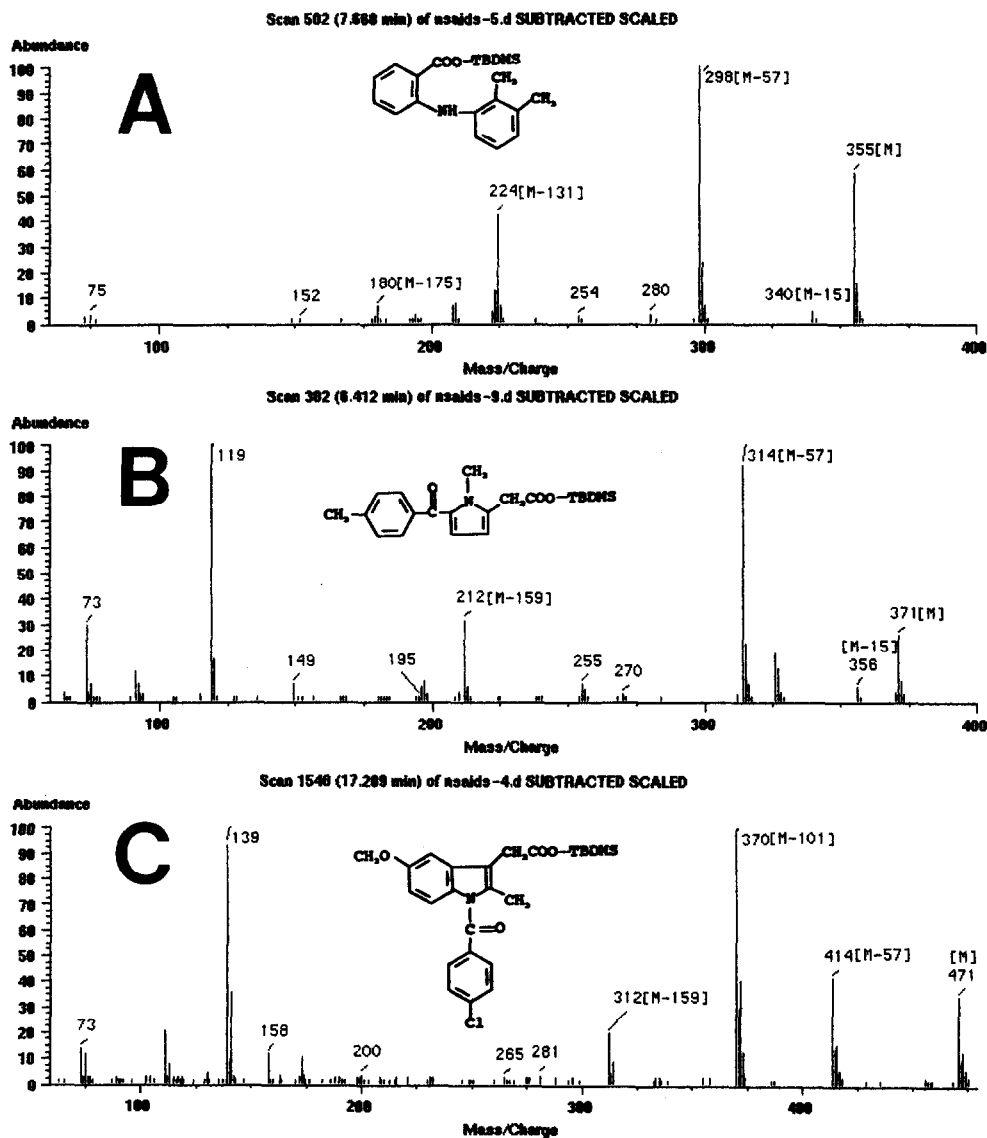 Scan 502 (7.668 min) of nsaids-5.d SUBTRACTED SCALED
Abundance
A
100
90
80
70
60
50
40
30
20
10
0
COO-TBDMS
CH3
CH3
NH
298[M-57]
355[M]
224[M-131]
75
152
180[M-175]
254
280
340[M-15]
100
200
300
400
Mass/Charge
Scan 382 (6.412 min) of nsaids-9.d SUBTRACTED SCALED
Abundance
B
100
90
80
70
60
50
40
30
20
10
0
119
CH3
O
CH3
C
N
CH2COO-TBDMS
314[M-57]
73
212[M-159]
371[M]
[M-15]
149
195
255
270
356
100
200
300
400
Mass/Charge
Scan 1546 (17.289 min) of nsaids-4.d SUBTRACTED SCALED
Abundance
C
100
90
80
70
60
50
40
30
20
10
0
139
CH3O
CH2COO-TBDMS
CH3
N
C=O
Cl
370[M-101]
414[M-57]
[M]
471
312[M-159]
73
158
200
265
281
100
200
300
400
Mass/Charge